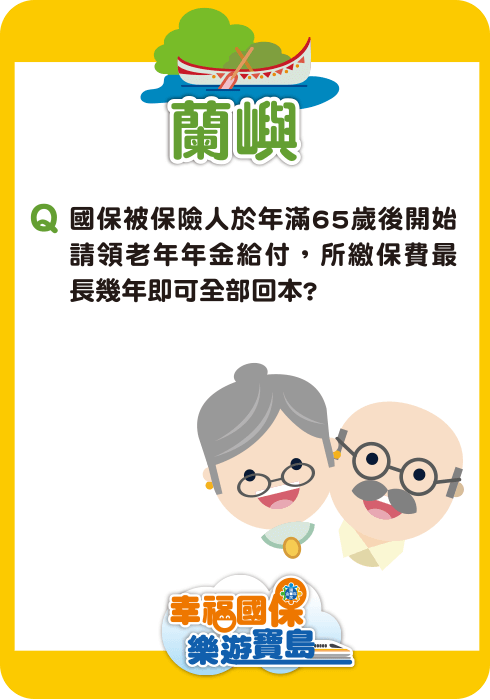 蘭嶼
Q 國保被保險人於年滿65歲後開始
請領老年年金給付，所繳保費最
長幾年即可全部回本?
幸福國保
樂遊寶島